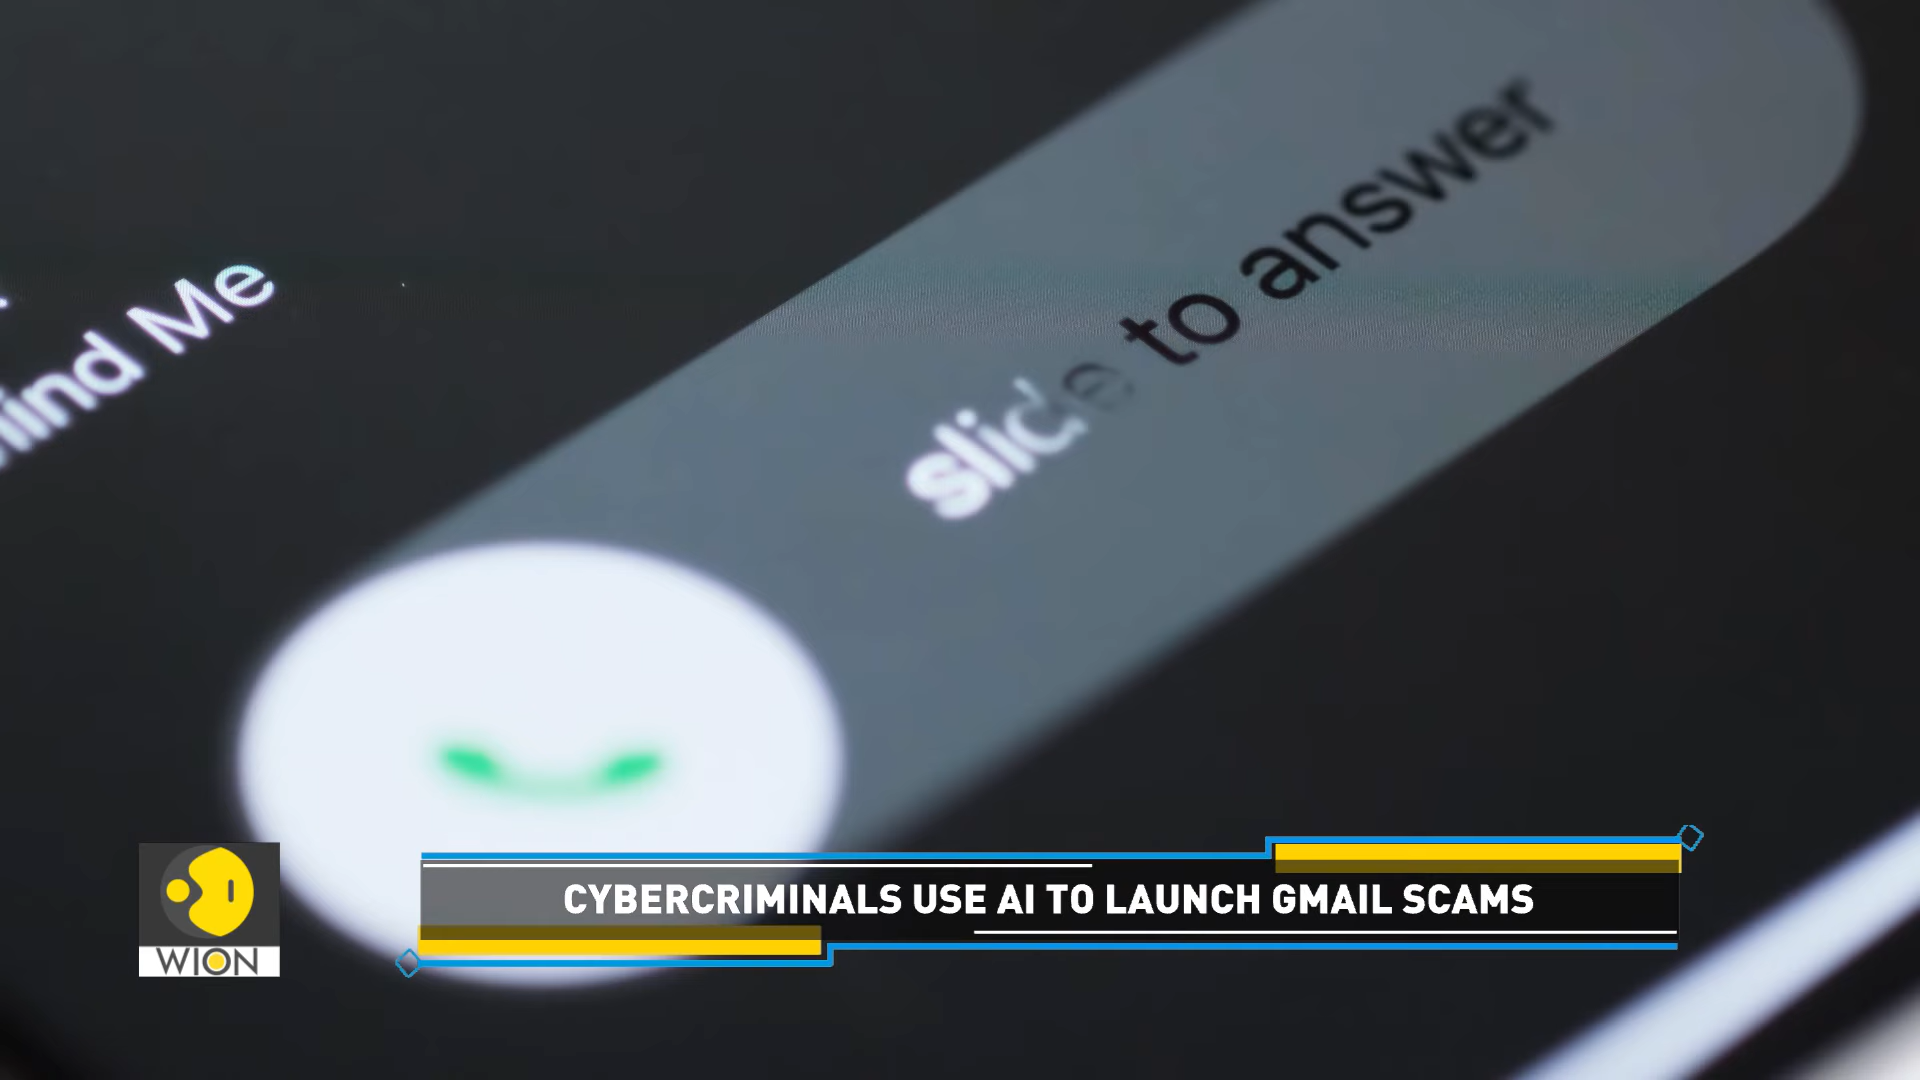 Me
slide to answer
CYBERCRIMINALS USE AI TO LAUNCH GMAIL SCAMS
WION